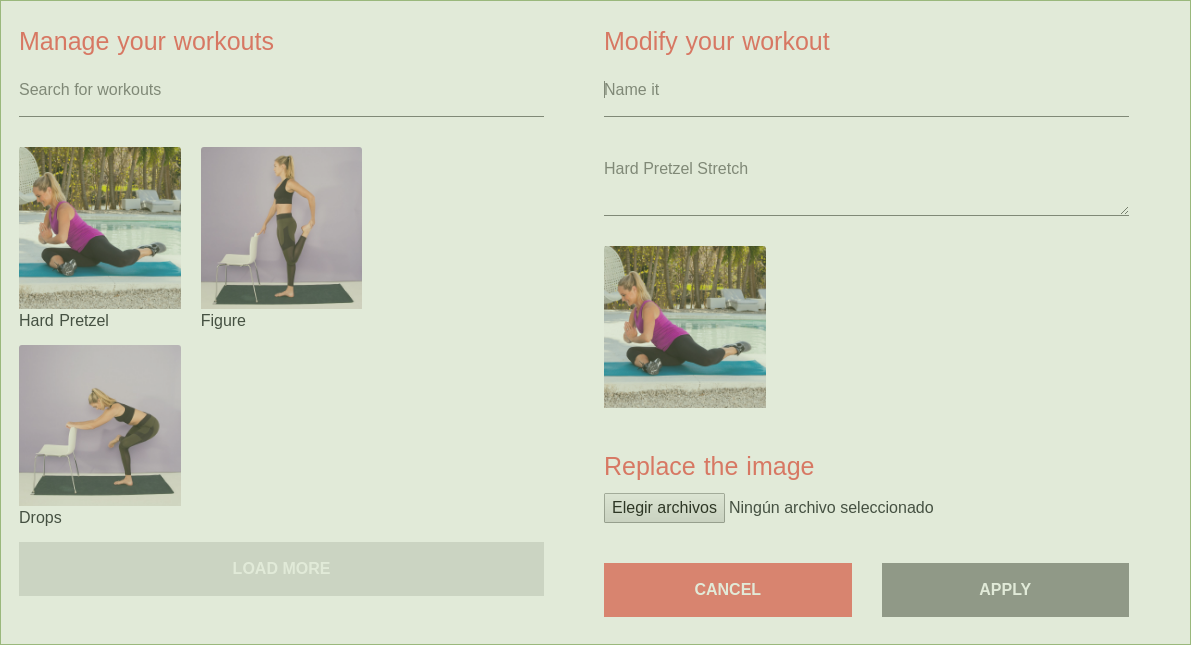 Manage your workouts
Search for workouts
Hard Pretzel
Figure
Drops
LOAD MORE
Modify your workout
Name it
Hard Pretzel Stretch
Replace the image
Elegir archivos Ningún archivo seleccionado
CANCEL
APPLY